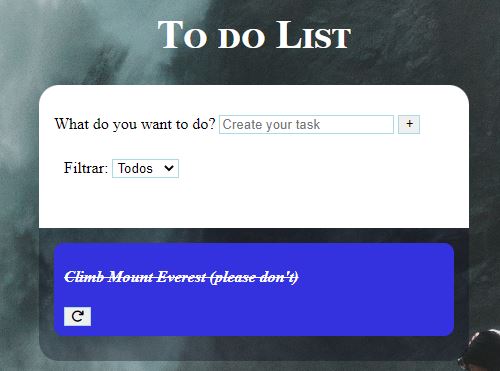 To do List
What do you want to do? Create your task +
Filtrar: Todos
Climb Mount Everest (please don't)